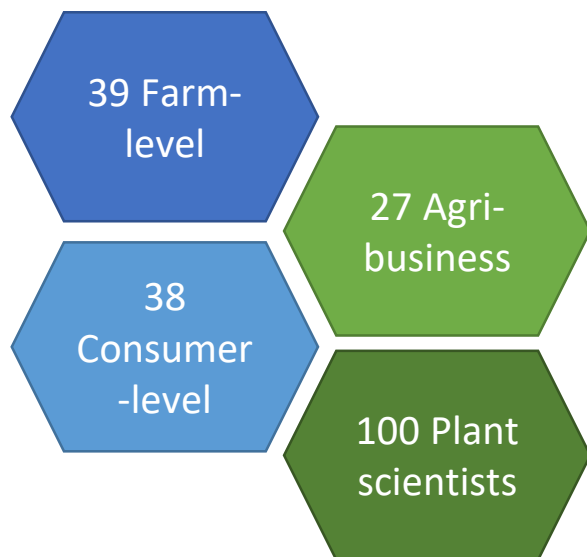 39 Farm-
level
27 Agri-
business
38
Consumer
-level
100 Plant
scientists